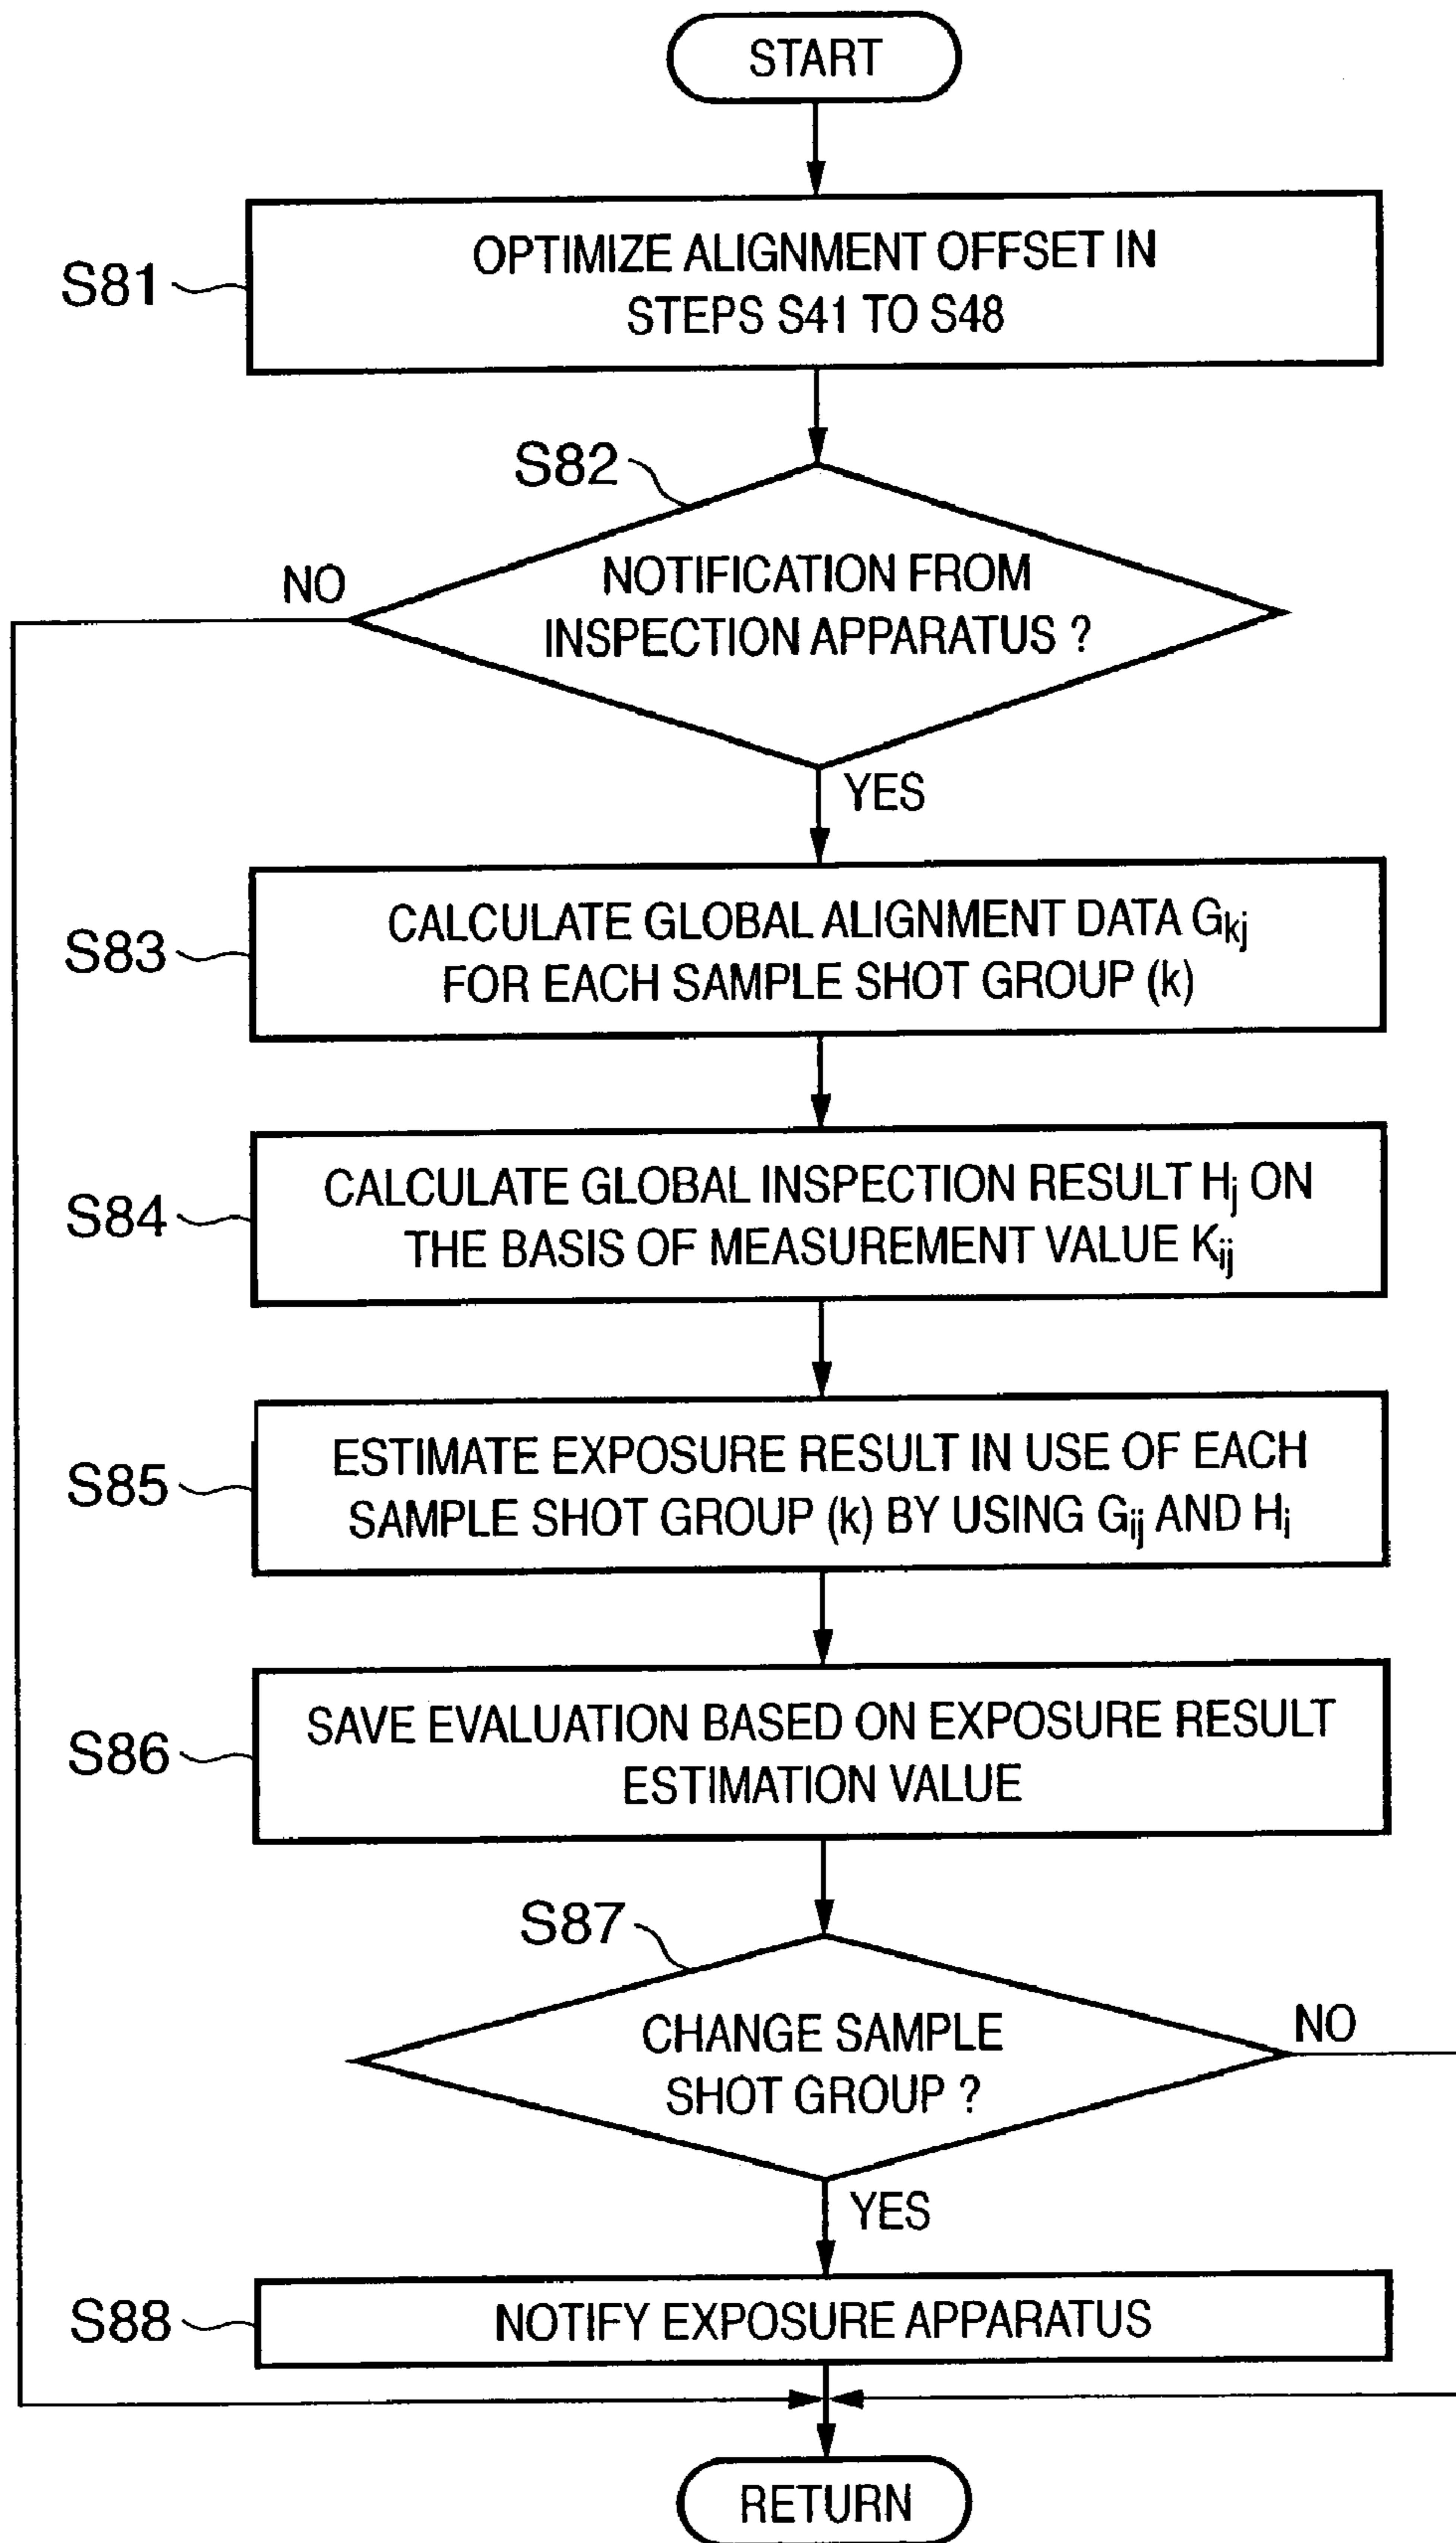 START
S81
OPTIMIZE ALIGNMENT OFFSET IN
STEPS S41 TO S48
S82
NO
NOTIFICATION FROM
INSPECTION APPARATUS ?
YES
S83
CALCULATE GLOBAL ALIGNMENT DATA Gkj
FOR EACH SAMPLE SHOT GROUP (k)
S84
CALCULATE GLOBAL INSPECTION RESULT Hj ON
THE BASIS OF MEASUREMENT VALUE Kij
S85
ESTIMATE EXPOSURE RESULT IN USE OF EACH
SAMPLE SHOT GROUP (k) BY USING Gij AND Hi
S86
SAVE EVALUATION BASED ON EXPOSURE RESULT
ESTIMATION VALUE
S87
CHANGE SAMPLE
SHOT GROUP ?
NO
YES
S88
NOTIFY EXPOSURE APPARATUS
RETURN